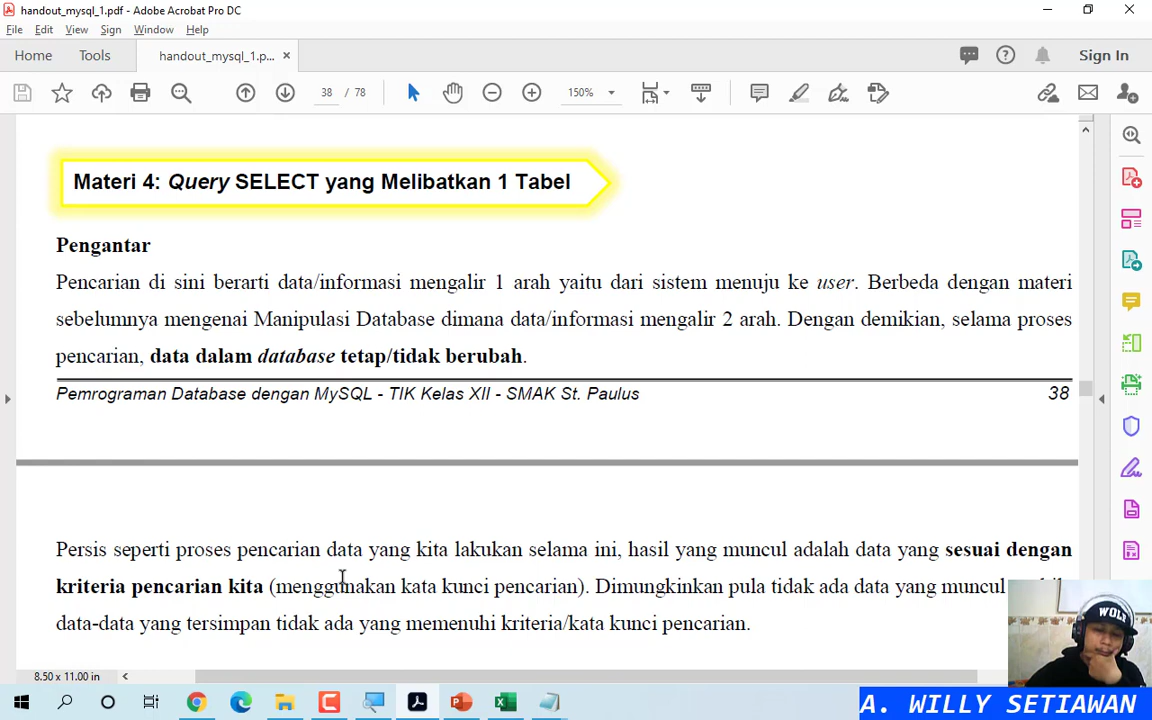 handout_mysql_1.pdf - Adobe Acrobat Pro DC
File Edit View Sign Window Help
Home Tools handout_mysql_1.p... × Sign In
38 / 78 150%
Materi 4: Query SELECT yang Melibatkan 1 Tabel
Pengantar
Pencarian di sini berarti data/informasi mengalir 1 arah yaitu dari sistem menuju ke user. Berbeda dengan materi
sebelumnya mengenai Manipulasi Database dimana data/informasi mengalir 2 arah. Dengan demikian, selama proses
pencarian, data dalam database tetap/tidak berubah.
Pemrograman Database dengan MySQL - TIK Kelas XII - SMAK St. Paulus 38
Persis seperti proses pencarian data yang kita lakukan selama ini, hasil yang muncul adalah data yang sesuai dengan
kriteria pencarian kita (menggunakan kata kunci pencarian). Dimungkinkan pula tidak ada data yang muncul
data-data yang tersimpan tidak ada yang memenuhi kriteria/kata kunci pencarian.
8.50 x 11.00 in
WOLF
A. WILLY SETIAWAN